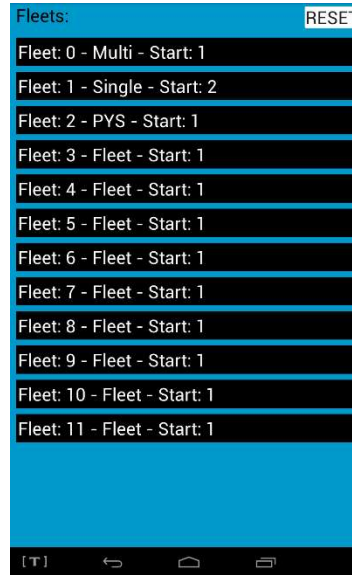 Fleets: RESET
Fleet: 0 - Multi - Start: 1
Fleet: 1 - Single - Start: 2
Fleet: 2 - PYS - Start: 1
Fleet: 3 - Fleet - Start: 1
Fleet: 4 - Fleet - Start: 1
Fleet: 5 - Fleet - Start: 1
Fleet: 6 - Fleet - Start: 1
Fleet: 7 - Fleet - Start: 1
Fleet: 8 - Fleet - Start: 1
Fleet: 9 - Fleet - Start: 1
Fleet: 10 - Fleet - Start: 1
Fleet: 11 - Fleet - Start: 1
[T]